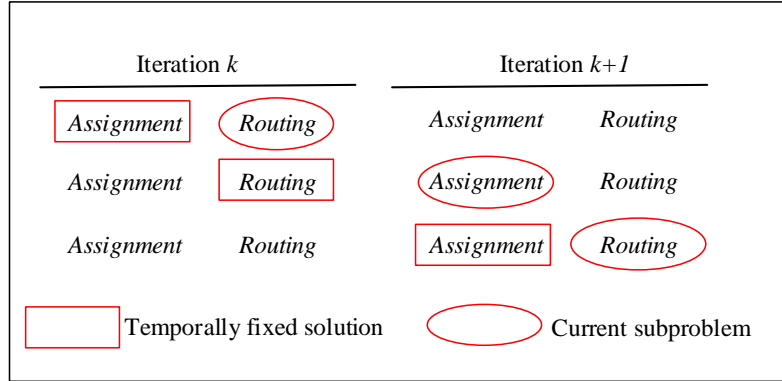 Iteration k Iteration k+1
Assignment Routing Assignment Routing
Assignment Routing Assignment Routing
Assignment Routing Assignment Routing
Temporally fixed solution Current subproblem